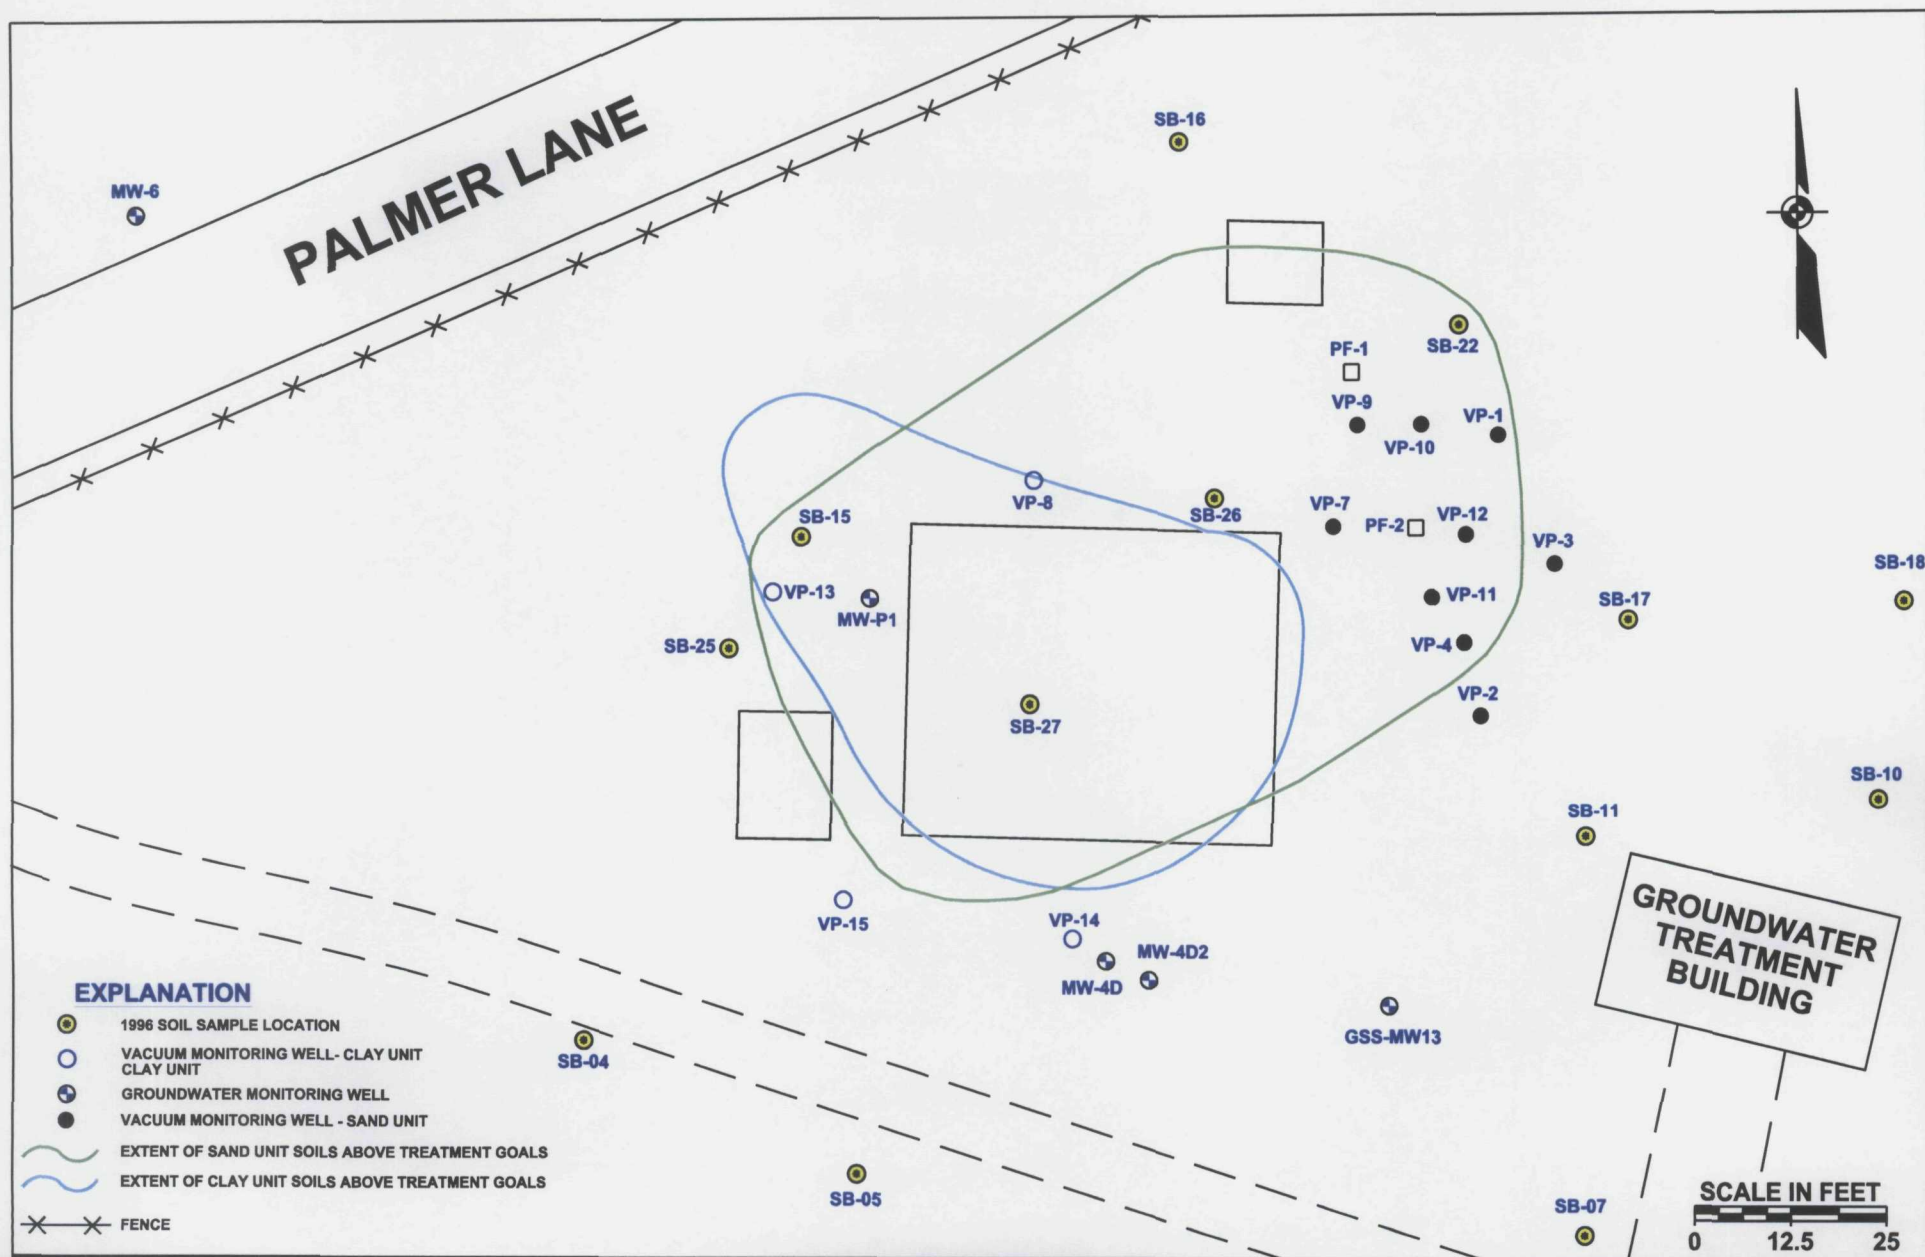 SB-16
MW-6
PALMER LANE
PF-1
SB-22
VP-9
VP-1
VP-10
VP-8
SB-26
SB-15
VP-7
PF-2
VP-12
VP-3
SB-18
VP-13
MW-P1
VP-11
SB-17
SB-25
VP-4
VP-2
SB-27
SB-10
SB-11
VP-15
VP-14
MW-4D2
MW-4D
GSS-MW13
GROUNDWATER
TREATMENT
BUILDING
EXPLANATION
1996 SOIL SAMPLE LOCATION
VACUUM MONITORING WELL- CLAY UNIT
CLAY UNIT
GROUNDWATER MONITORING WELL
VACUUM MONITORING WELL - SAND UNIT
EXTENT OF SAND UNIT SOILS ABOVE TREATMENT GOALS
EXTENT OF CLAY UNIT SOILS ABOVE TREATMENT GOALS
FENCE
SB-04
SB-05
SB-07
SCALE IN FEET
0 12.5 25